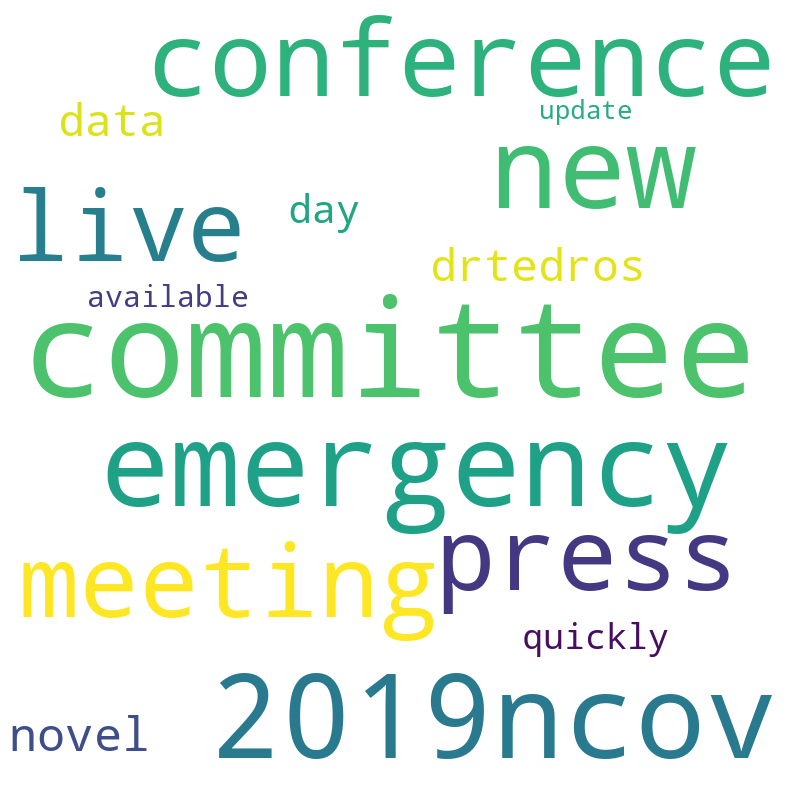 conference
data
update
new
live
day
drtedros
available
committee
emergency
press
meeting
quickly
2019ncov
novel